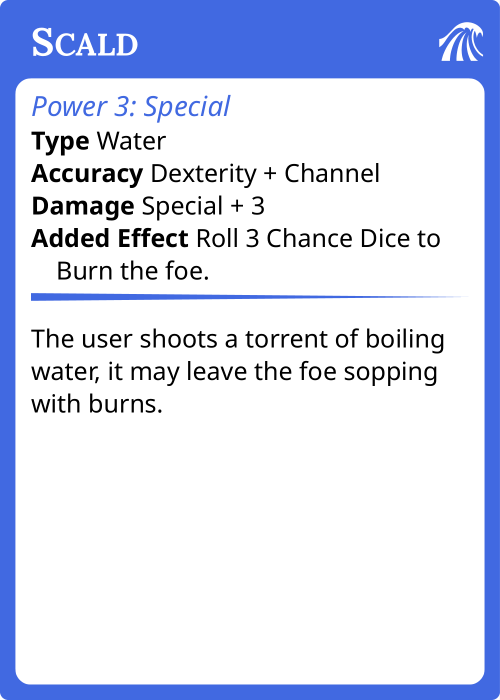 Scald
Power 3: Special
Type Water
Accuracy Dexterity + Channel
Damage Special + 3
Added Effect Roll 3 Chance Dice to
Burn the foe.
The user shoots a torrent of boiling
water, it may leave the foe sopping
with burns.